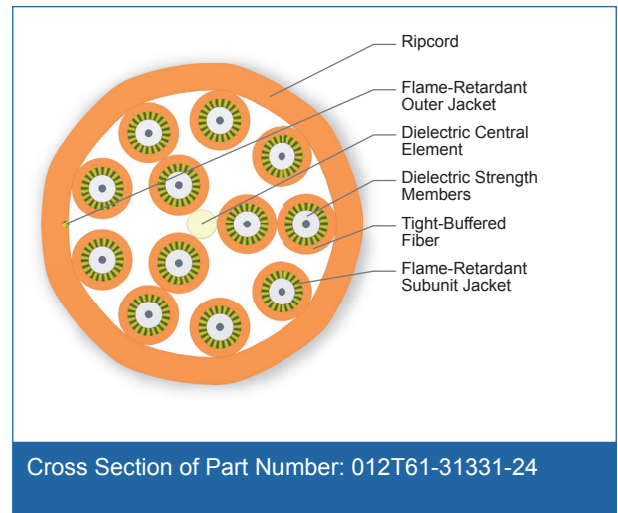 Ripcord
Flame-Retardant
Outer Jacket
Dielectric Central
Element
Dielectric Strength
Members
Tight-Buffered
Fiber
Flame-Retardant
Subunit Jacket
Cross Section of Part Number: 012T61-31331-24